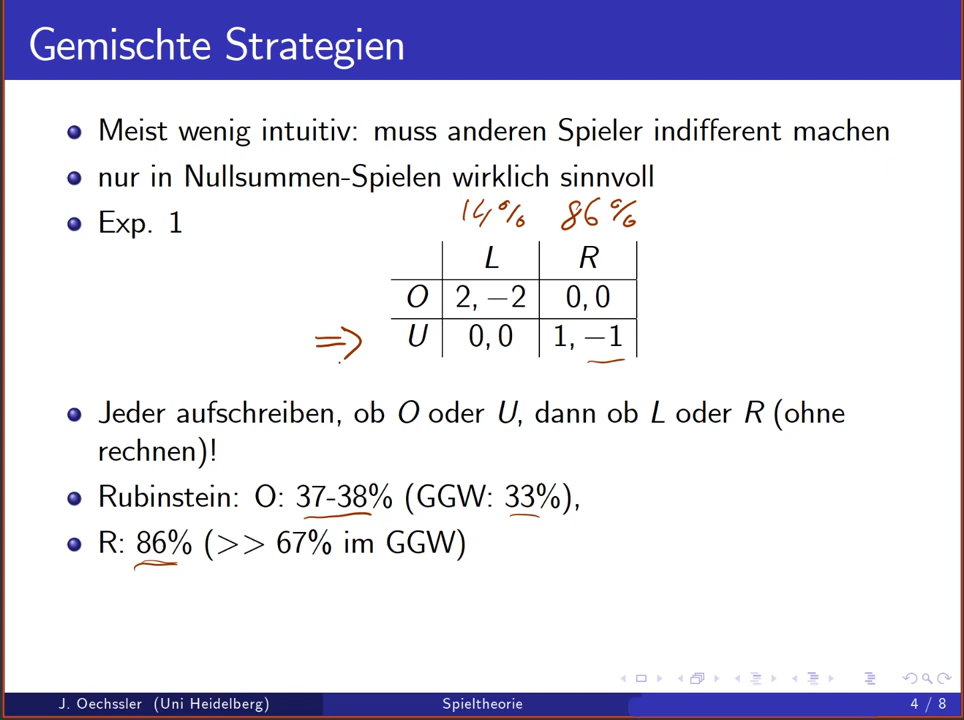 Gemischte Strategien
Meist wenig intuitiv: muss anderen Spieler indifferent machen
nur in Nullsummen-Spielen wirklich sinnvoll
14% 86%
Exp. 1
L R
O 2, −2 0, 0
⇒ U 0, 0 1, −1
Jeder aufschreiben, ob O oder U, dann ob L oder R (ohne
rechnen)!
Rubinstein: O: 37-38% (GGW: 33%),
R: 86% (>> 67% im GGW)
J. Oechssler (Uni Heidelberg) Spieltheorie 4 / 8